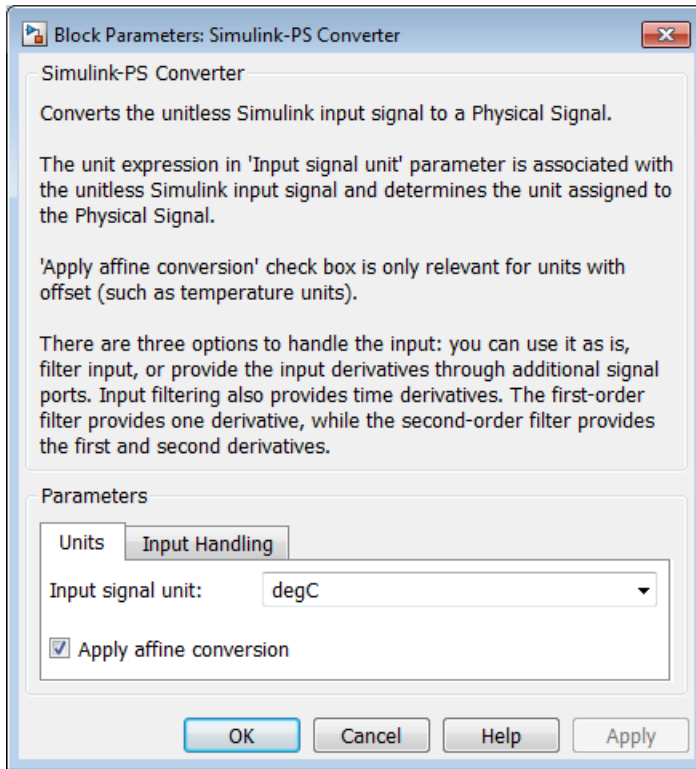 Block Parameters: Simulink-PS Converter
Simulink-PS Converter
Converts the unitless Simulink input signal to a Physical Signal.
The unit expression in 'Input signal unit' parameter is associated with
the unitless Simulink input signal and determines the unit assigned to
the Physical Signal.
'Apply affine conversion' check box is only relevant for units with
offset (such as temperature units).
There are three options to handle the input: you can use it as is,
filter input, or provide the input derivatives through additional signal
ports. Input filtering also provides time derivatives. The first-order
filter provides one derivative, while the second-order filter provides
the first and second derivatives.
Parameters
Units Input Handling
Input signal unit: degC
Apply affine conversion
OK Cancel Help Apply